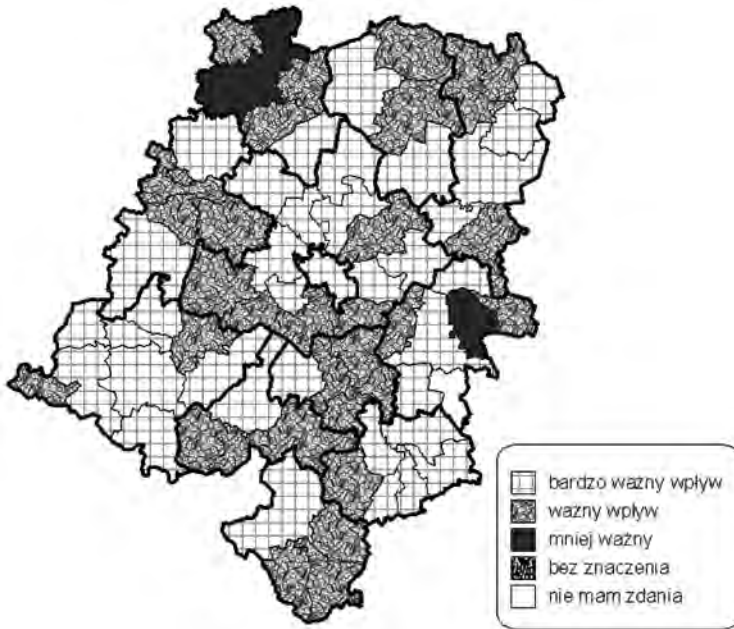 bardzo ważny wpływ
ważny wpływ
mniej ważny
bez znaczenia
nie mam zdania